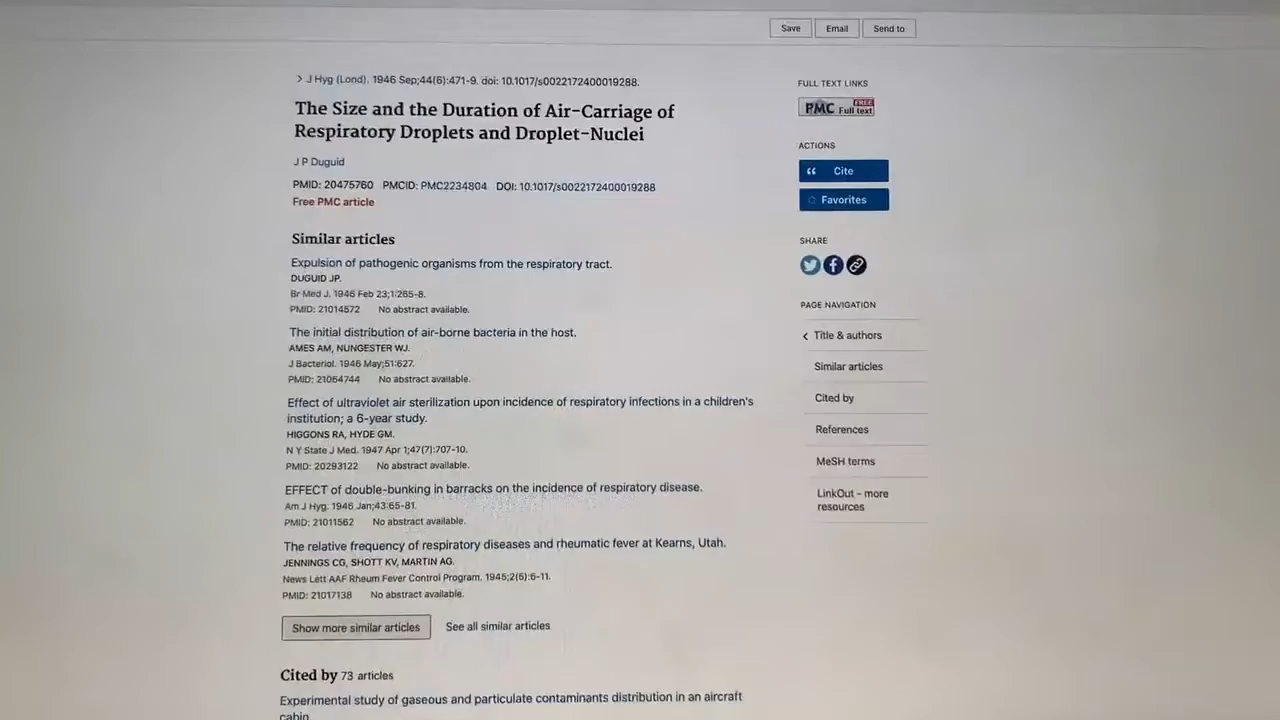 Save Email Send to
J Hyg (Lond). 1946 Sep;44(6):471-9. doi: 10.1017/s0022172400019288.
The Size and the Duration of Air-Carriage of
Respiratory Droplets and Droplet-Nuclei
J P Duguid
PMID: 20475760 PMCID: PMC2234804 DOI: 10.1017/s0022172400019288
Free PMC article
Similar articles
Expulsion of pathogenic organisms from the respiratory tract.
DUGUID JP.
Br Med J. 1946 Feb 23;1:265-8.
PMID: 21014572 No abstract available.
The initial distribution of air-borne bacteria in the host.
AMES AM, NUNGESTER WJ.
J Bacteriol. 1946 May;51:627.
PMID: 21064744 No abstract available.
Effect of ultraviolet air sterilization upon incidence of respiratory infections in a children's
institution; a 6-year study.
HIGGONS RA, HYDE GM.
N Y State J Med. 1947 Apr 1;47(7):707-10.
PMID: 20293122 No abstract available.
EFFECT of double-bunking in barracks on the incidence of respiratory disease.
Am J Hyg. 1946 Jan;43:65-81.
PMID: 21011562 No abstract available.
The relative frequency of respiratory diseases and rheumatic fever at Kearns, Utah.
JENNINGS CG, SHOTT KV, MARTIN AG.
News Lett AAF Rheum Fever Control Program. 1945;2(5):6-11.
PMID: 21017138 No abstract available.
Show more similar articles See all similar articles
Cited by 73 articles
Experimental study of gaseous and particulate contaminants distribution in an aircraft
cabin.
FULL TEXT LINKS
PMC FREE Full text
ACTIONS
Cite
Favorites
SHARE
PAGE NAVIGATION
Title & authors
Similar articles
Cited by
References
MeSH terms
LinkOut - more
resources